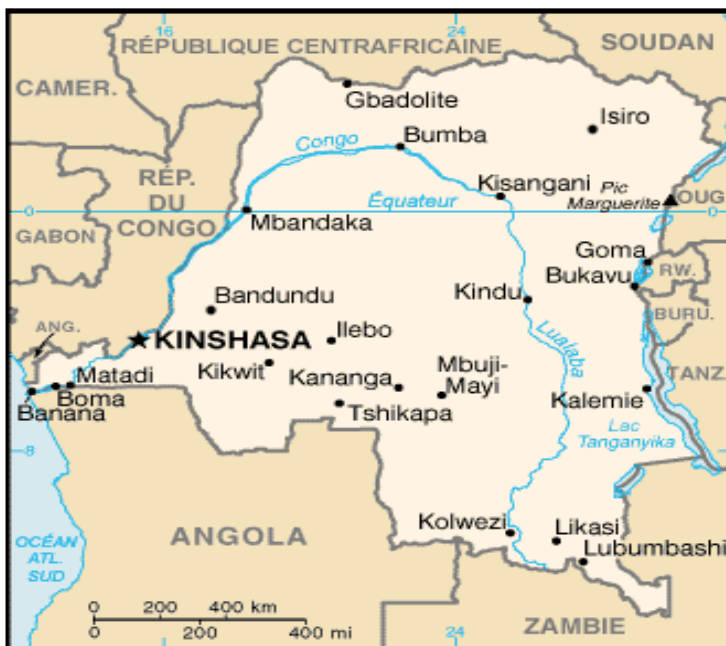 16
24
RÉPUBLIQUE CENTRAFRICAINE
SOUDAN
CAMER.
Gbadolite
Isiro
Congo
Bumba
RÉP.
DU
CONGO
Kisangani
Pic
Marguerite
OUG
0
Équateur
0
Mbandaka
GABON
Goma
RW.
Bukavu
Kindu
Bandundu
BURU.
ANG.
KINSHASA
Ilebo
Lualaba
Kikwit
Mbuji-
Mayi
TANZ.
Matadi
Kananga
Boma
Kalemie
Banana
Tshikapa
Lac
Tanganyika
8
8
Kolwezi
Likasi
ANGOLA
Lubumbashi
OCÉAN
ATL.
SUD
0 200 400 km
0 200 400 mi
24
ZAMBIE